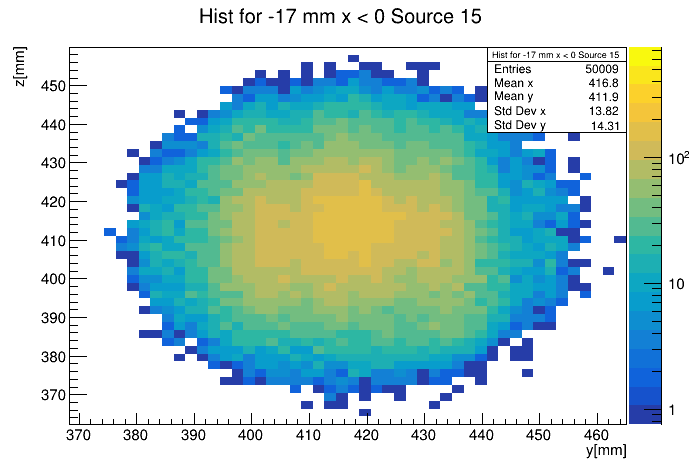 Hist for -17 mm x < 0 Source 15
z[mm]
Hist for -17 mm x < 0 Source 15
Entries 50009
Mean x 416.8
Mean y 411.9
Std Dev x 13.82
Std Dev y 14.31
450
440
430
420
410
400
390
380
370
10²
10
1
370 380 390 400 410 420 430 440 450 460
y[mm]